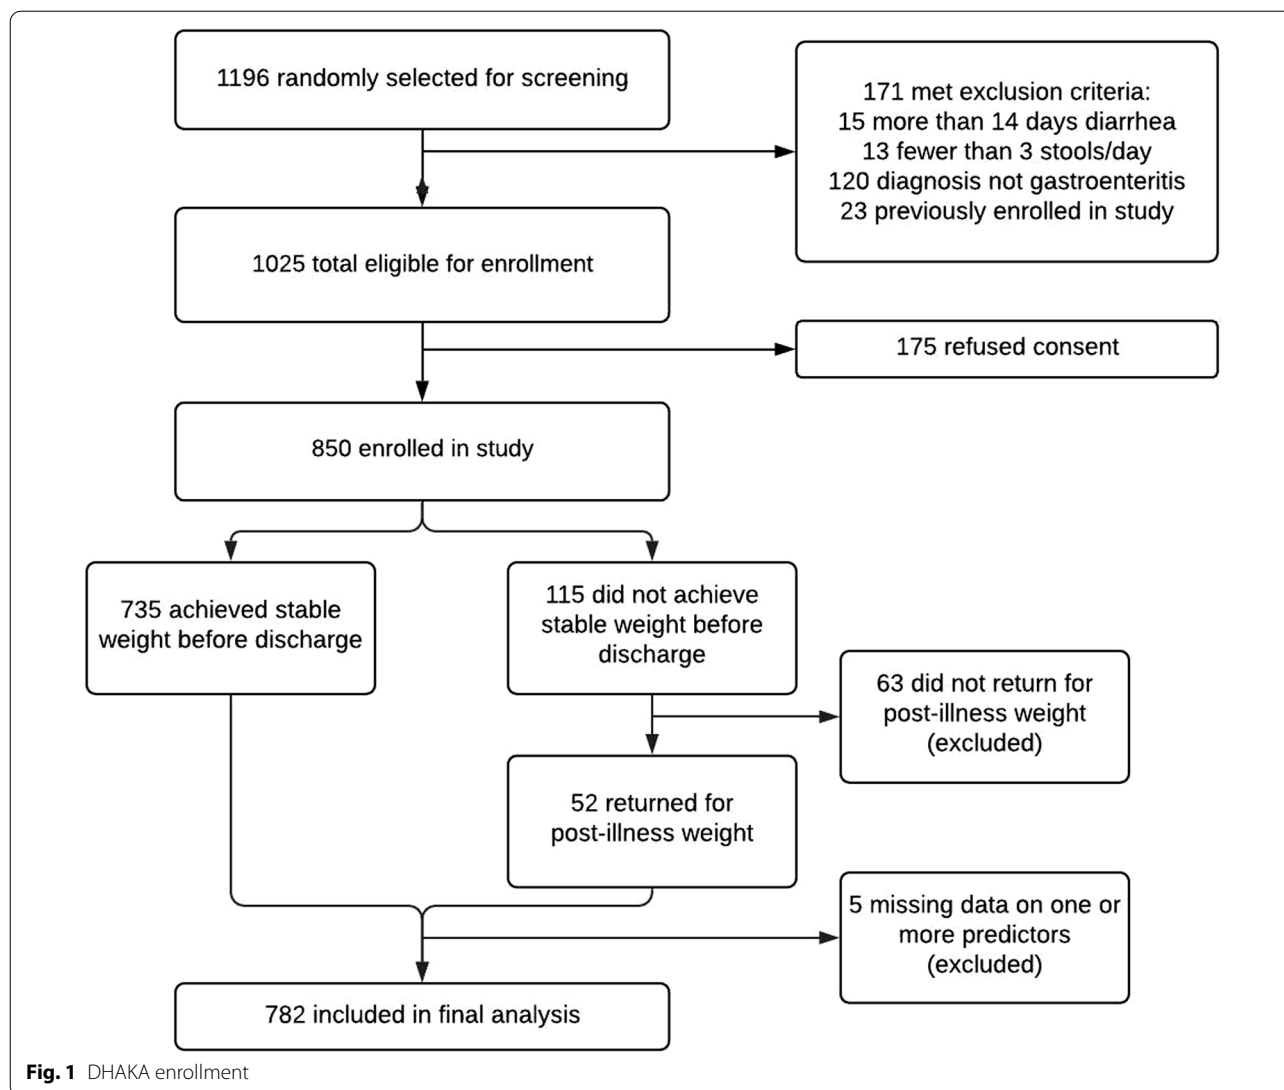 1196 randomly selected for screening
171 met exclusion criteria:
15 more than 14 days diarrhea
13 fewer than 3 stools/day
120 diagnosis not gastroenteritis
23 previously enrolled in study
1025 total eligible for enrollment
175 refused consent
850 enrolled in study
735 achieved stable
weight before discharge
115 did not achieve
stable weight before
discharge
63 did not return for
post-illness weight
(excluded)
52 returned for
post-illness weight
5 missing data on one or
more predictors
(excluded)
782 included in final analysis
Fig. 1 DHAKA enrollment